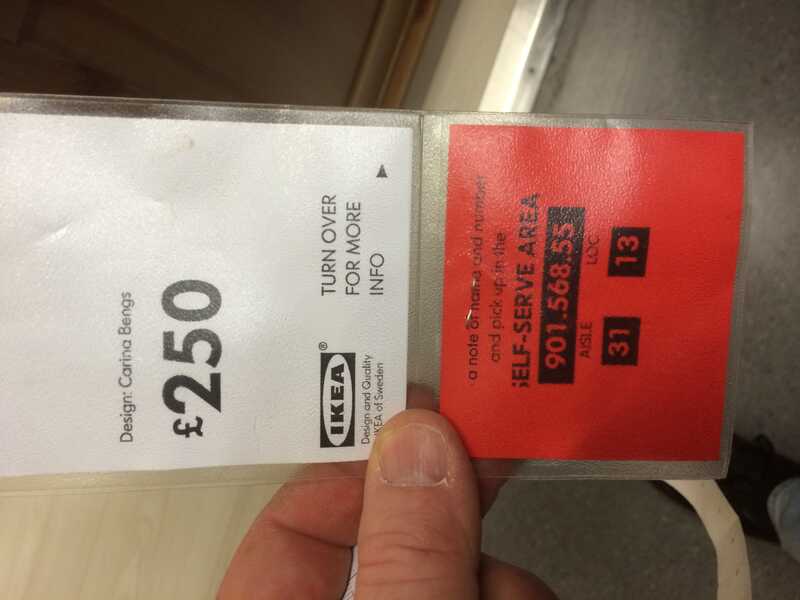 Design: Carina Bengs
£250
TURN OVER
FOR MORE
INFO
IKEA®
Design and Quality
IKEA of Sweden
a note of name and number
and pick up in the
SELF-SERVE AREA
901.568.55
AISLE LOC
31 13